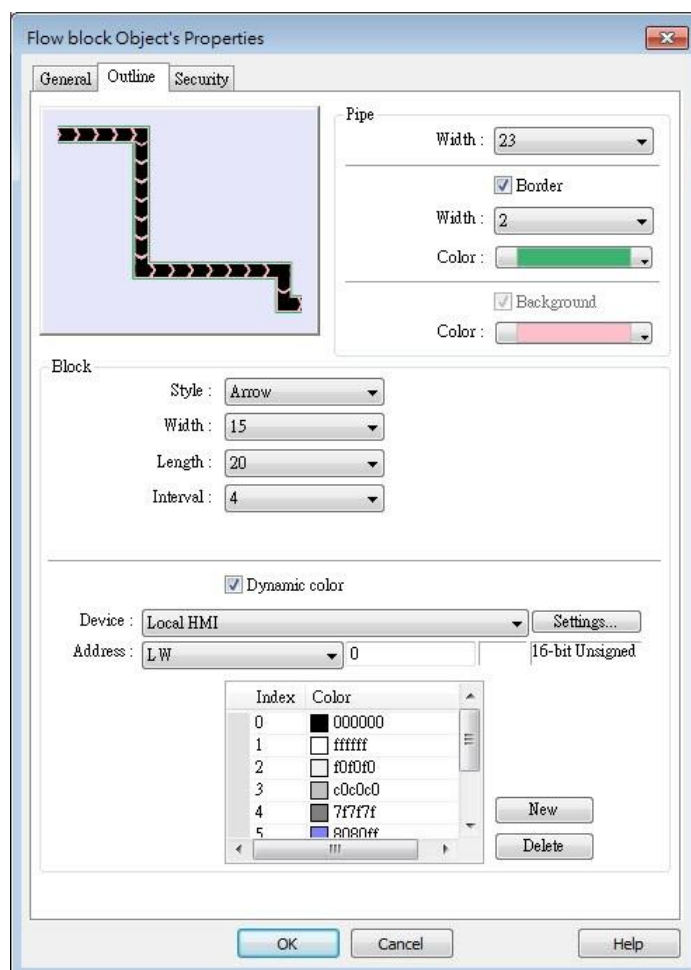 Flow block Object's Properties
General Outline Security
Pipe
Width : 23
Border
Width : 2
Color :
Background
Color :
Block
Style : Arrow
Width : 15
Length : 20
Interval : 4
Dynamic color
Device : Local HMI Settings...
Address : LW 0 16-bit Unsigned
Index Color
0 000000
1 ffffff
2 f0f0f0
3 c0c0c0
4 7f7f7f
5 8080ff
New
Delete
OK Cancel Help